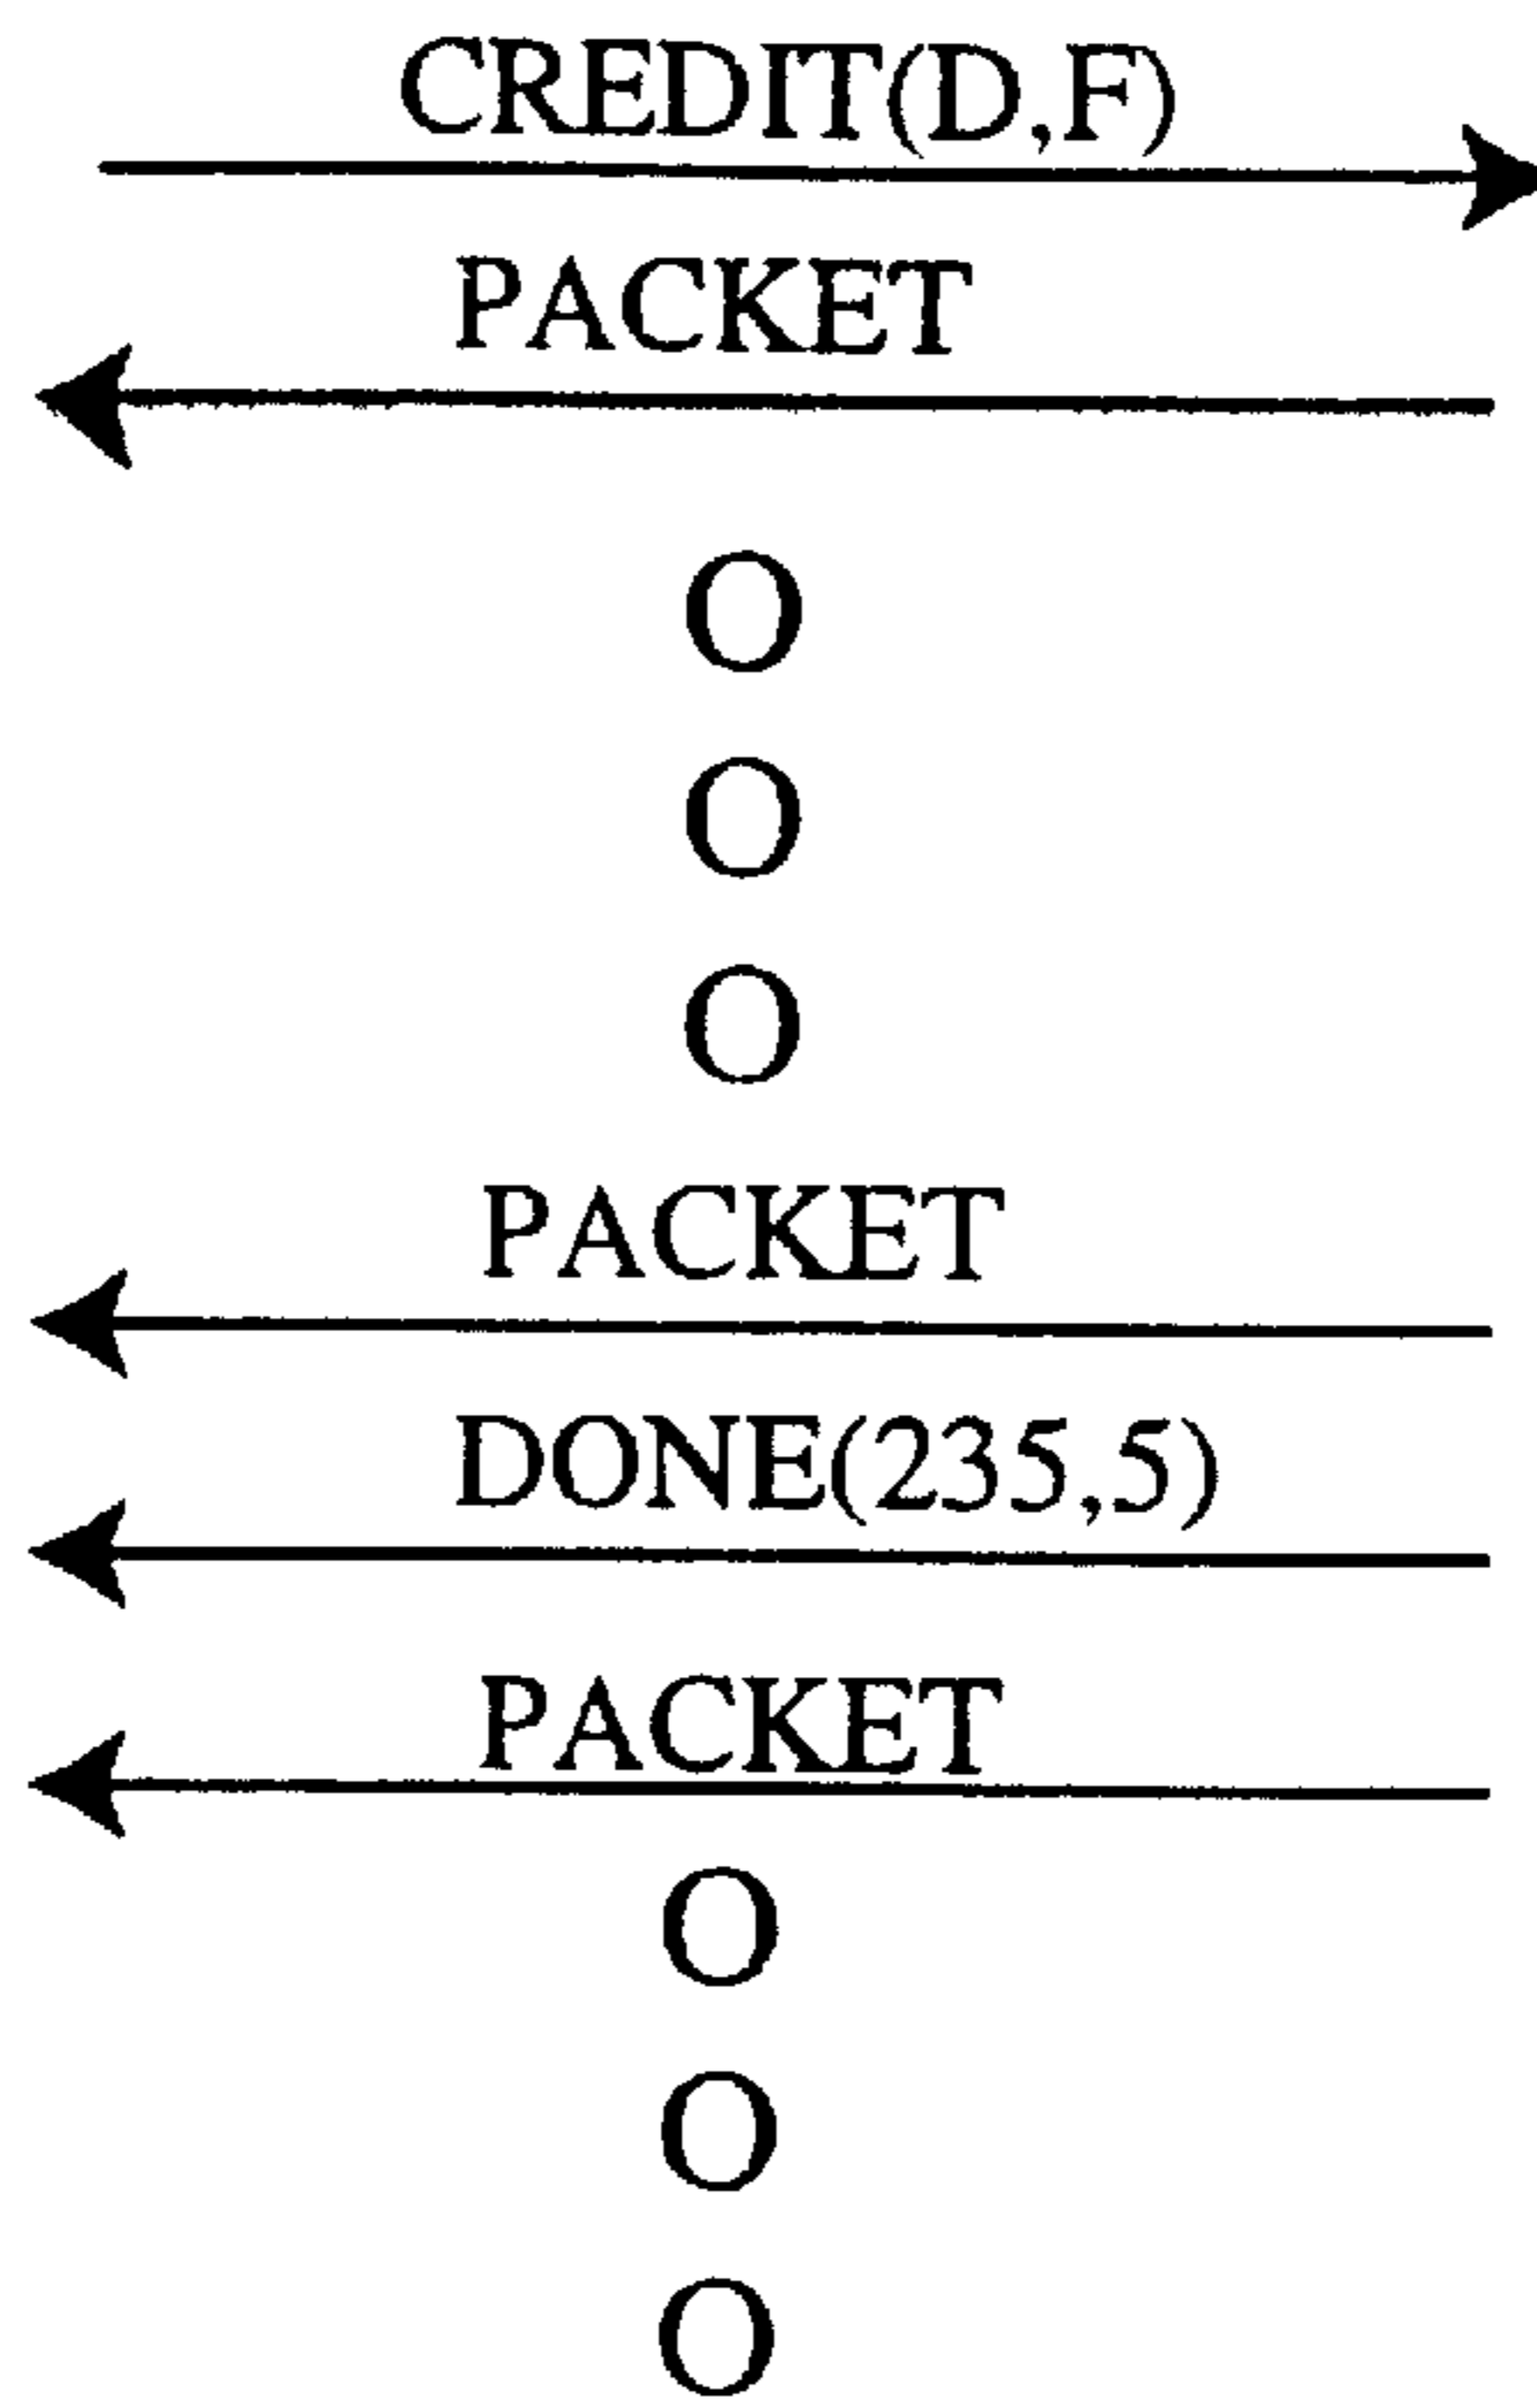 CREDIT(D,F)
PACKET
O
O
O
PACKET
DONE(235,5)
PACKET
O
O
O